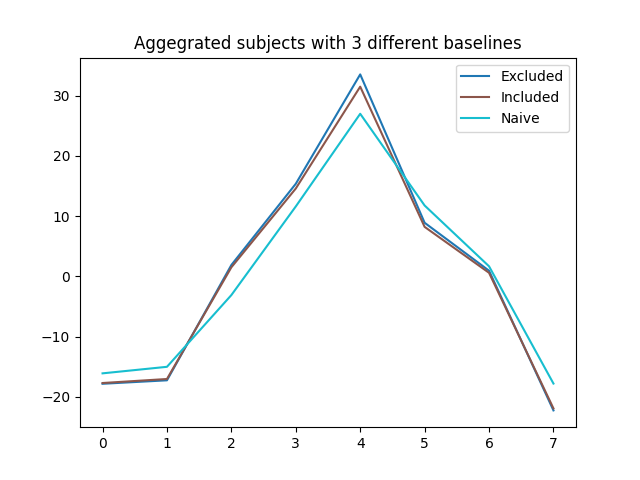 Aggegrated subjects with 3 different baselines
Excluded
Included
Naive
30
20
10
0
−10
−20
0 1 2 3 4 5 6 7